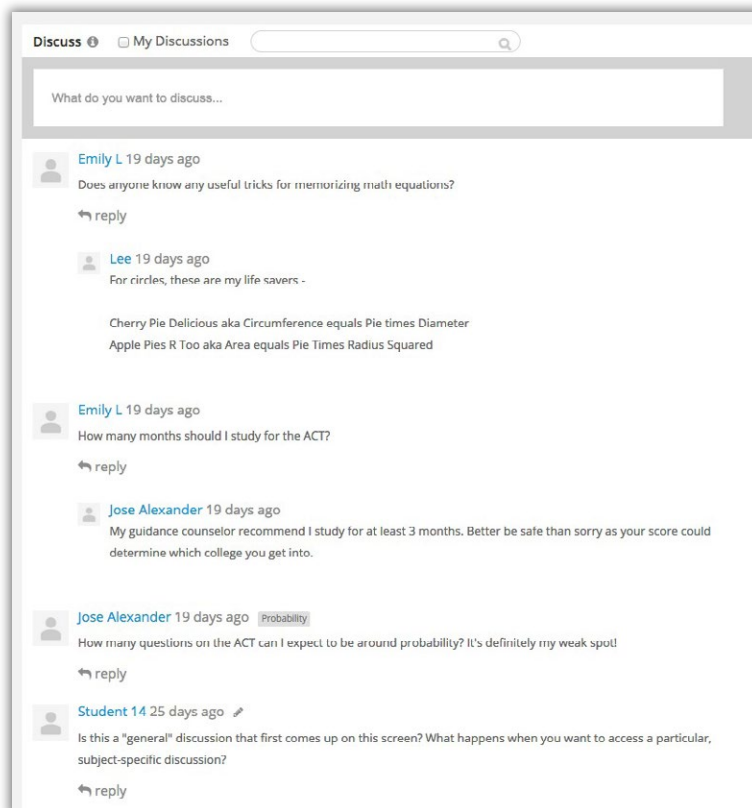 Discuss My Discussions
What do you want to discuss...
Emily L 19 days ago
Does anyone know any useful tricks for memorizing math equations?
reply
Lee 19 days ago
For circles, these are my life savers -
Cherry Pie Delicious aka Circumference equals Pie times Diameter
Apple Pies R Too aka Area equals Pie Times Radius Squared
Emily L 19 days ago
How many months should I study for the ACT?
reply
Jose Alexander 19 days ago
My guidance counselor recommend I study for at least 3 months. Better be safe than sorry as your score could
determine which college you get into.
Jose Alexander 19 days ago Probability
How many questions on the ACT can I expect to be around probability? It's definitely my weak spot!
reply
Student 14 25 days ago
Is this a "general" discussion that first comes up on this screen? What happens when you want to access a particular,
subject-specific discussion?
reply